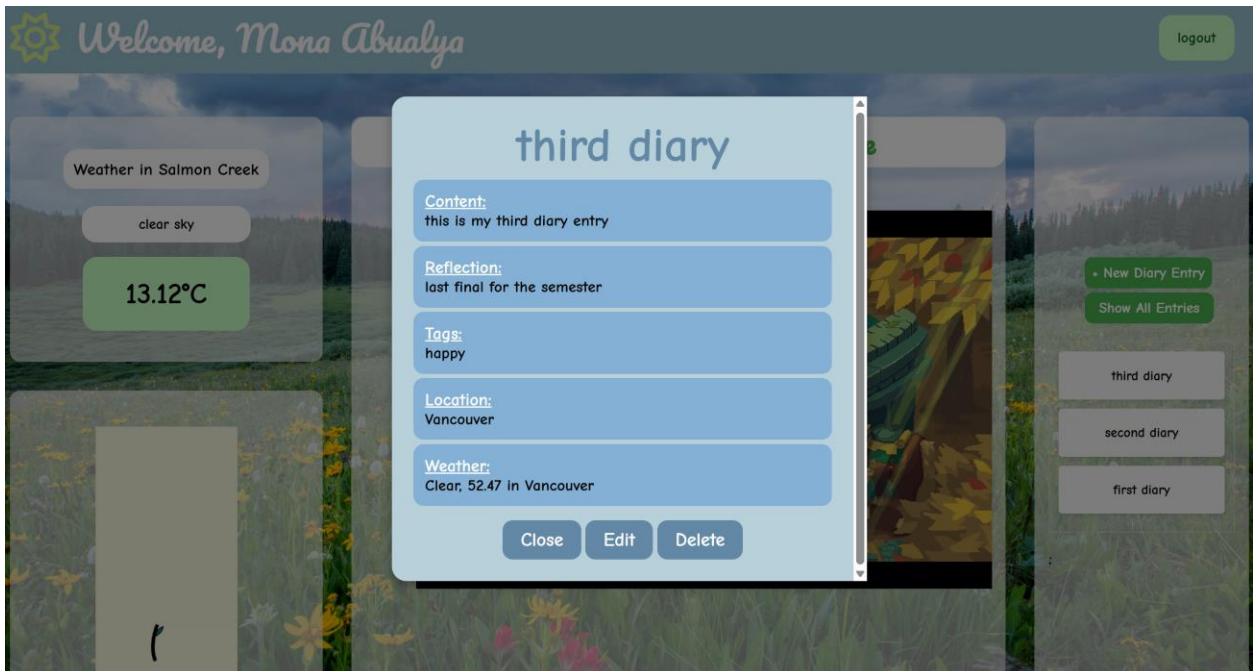 Welcome, Mona Abualya
logout
Weather in Salmon Creek
clear sky
13.12°C
third diary
Content:
this is my third diary entry
Reflection:
last final for the semester
Tags:
happy
Location:
Vancouver
Weather:
Clear, 52.47 in Vancouver
Close Edit Delete
+ New Diary Entry
Show All Entries
third diary
second diary
first diary